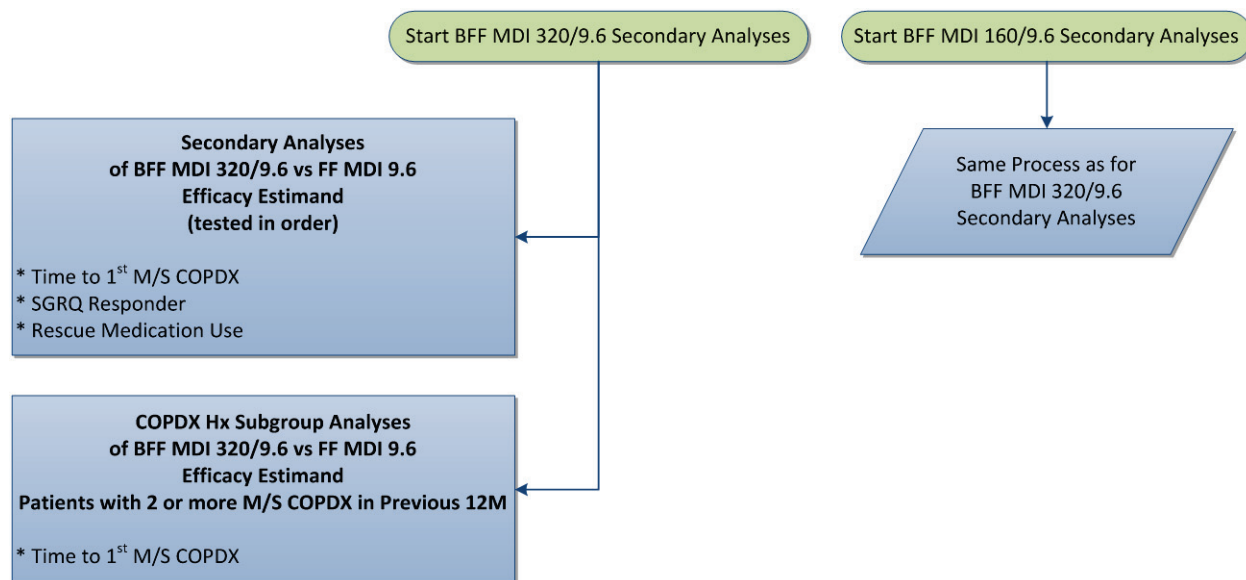 Start BFF MDI 320/9.6 Secondary Analyses
Start BFF MDI 160/9.6 Secondary Analyses
Secondary Analyses
of BFF MDI 320/9.6 vs FF MDI 9.6
Efficacy Estimand
(tested in order)
* Time to 1st M/S COPDX
* SGRQ Responder
* Rescue Medication Use
Same Process as for
BFF MDI 320/9.6
Secondary Analyses
COPDX Hx Subgroup Analyses
of BFF MDI 320/9.6 vs FF MDI 9.6
Efficacy Estimand
Patients with 2 or more M/S COPDX in Previous 12M
* Time to 1st M/S COPDX